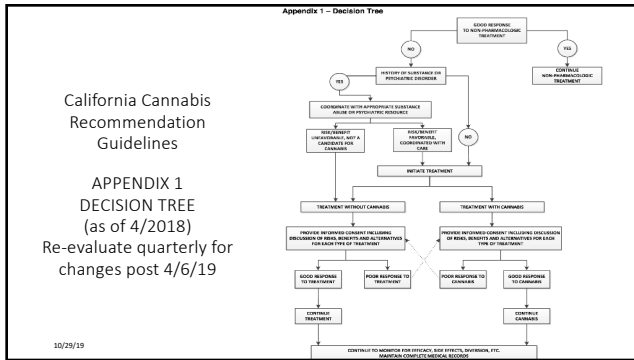 Appendix 1 – Decision Tree
California Cannabis
Recommendation
Guidelines
APPENDIX 1
DECISION TREE
(as of 4/2018)
Re-evaluate quarterly for
changes post 4/6/19
10/29/19
GOOD RESPONSE
TO NON-PHARMACOLOGIC
TREATMENT
NO
YES
HISTORY OF SUBSTANCE OR
PSYCHIATRIC DISORDER
CONTINUE
NON-PHARMACOLOGIC
TREATMENT
YES
COORDINATE WITH APPROPRIATE SUBSTANCE
ABUSE OR PSYCHIATRIC RESOURCE
RISK/BENEFIT
UNFAVORABLE, NOT A
CANDIDATE FOR
CANNABIS
RISK/BENEFIT
FAVORABLE,
COORDINATED WITH
CARE
NO
INITIATE TREATMENT
TREATMENT WITHOUT CANNABIS
TREATMENT WITH CANNABIS
PROVIDE INFORMED CONSENT INCLUDING
DISCUSSION OF RISKS, BENEFITS AND ALTERNATIVES
FOR EACH TYPE OF TREATMENT
PROVIDE INFORMED CONSENT INCLUDING DISCUSSION
OF RISKS, BENEFITS AND ALTERNATIVES FOR EACH
TYPE OF TREATMENT
GOOD RESPONSE
TO TREATMENT
POOR RESPONSE TO
TREATMENT
POOR RESPONSE TO
CANNABIS
GOOD RESPONSE TO
CANNABIS
CONTINUE
TREATMENT
CONTINUE
CANNABIS
CONTINUE TO MONITOR FOR EFFICACY, SIDE EFFECTS, DIVERSION, ETC.
MAINTAIN COMPLETE MEDICAL RECORDS